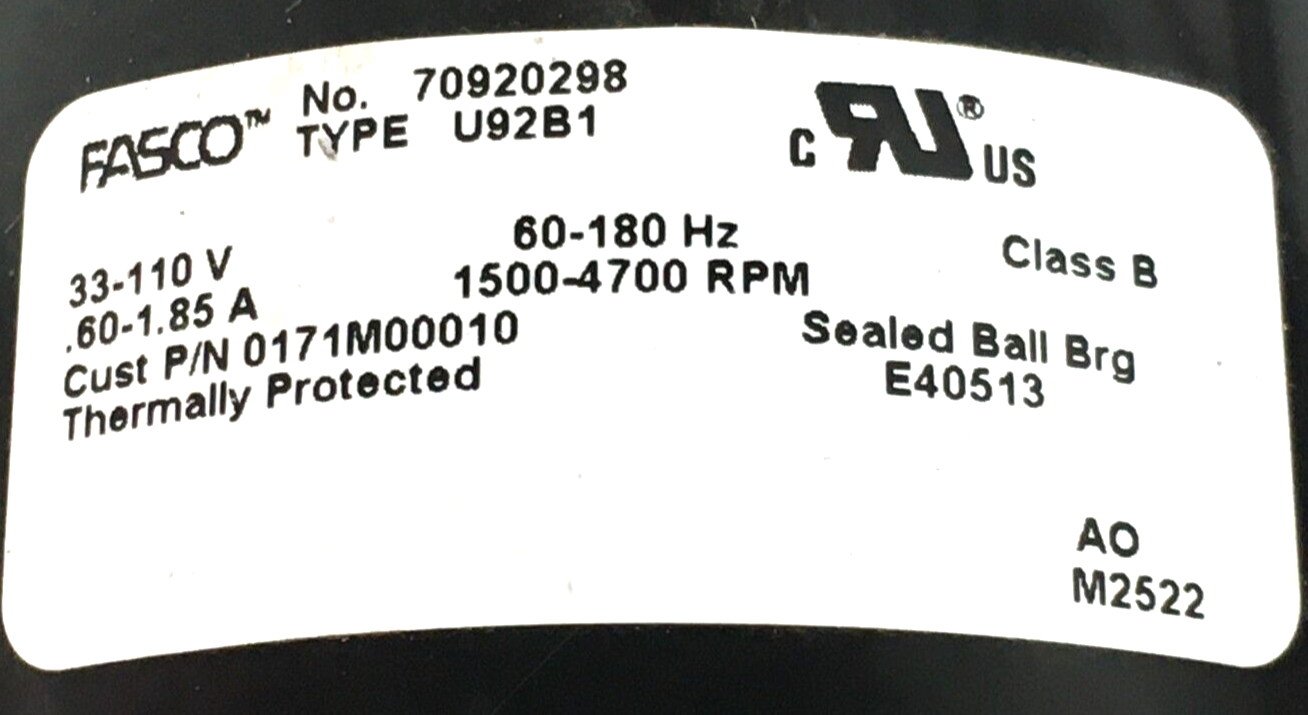 FASCO™ No. 70920298
TYPE U92B1
C RU® US
33-110 V
.60-1.85 A
Cust P/N 0171M00010
Thermally Protected
60-180 Hz
1500-4700 RPM
Class B
Sealed Ball Brg
E40513
AO
M2522